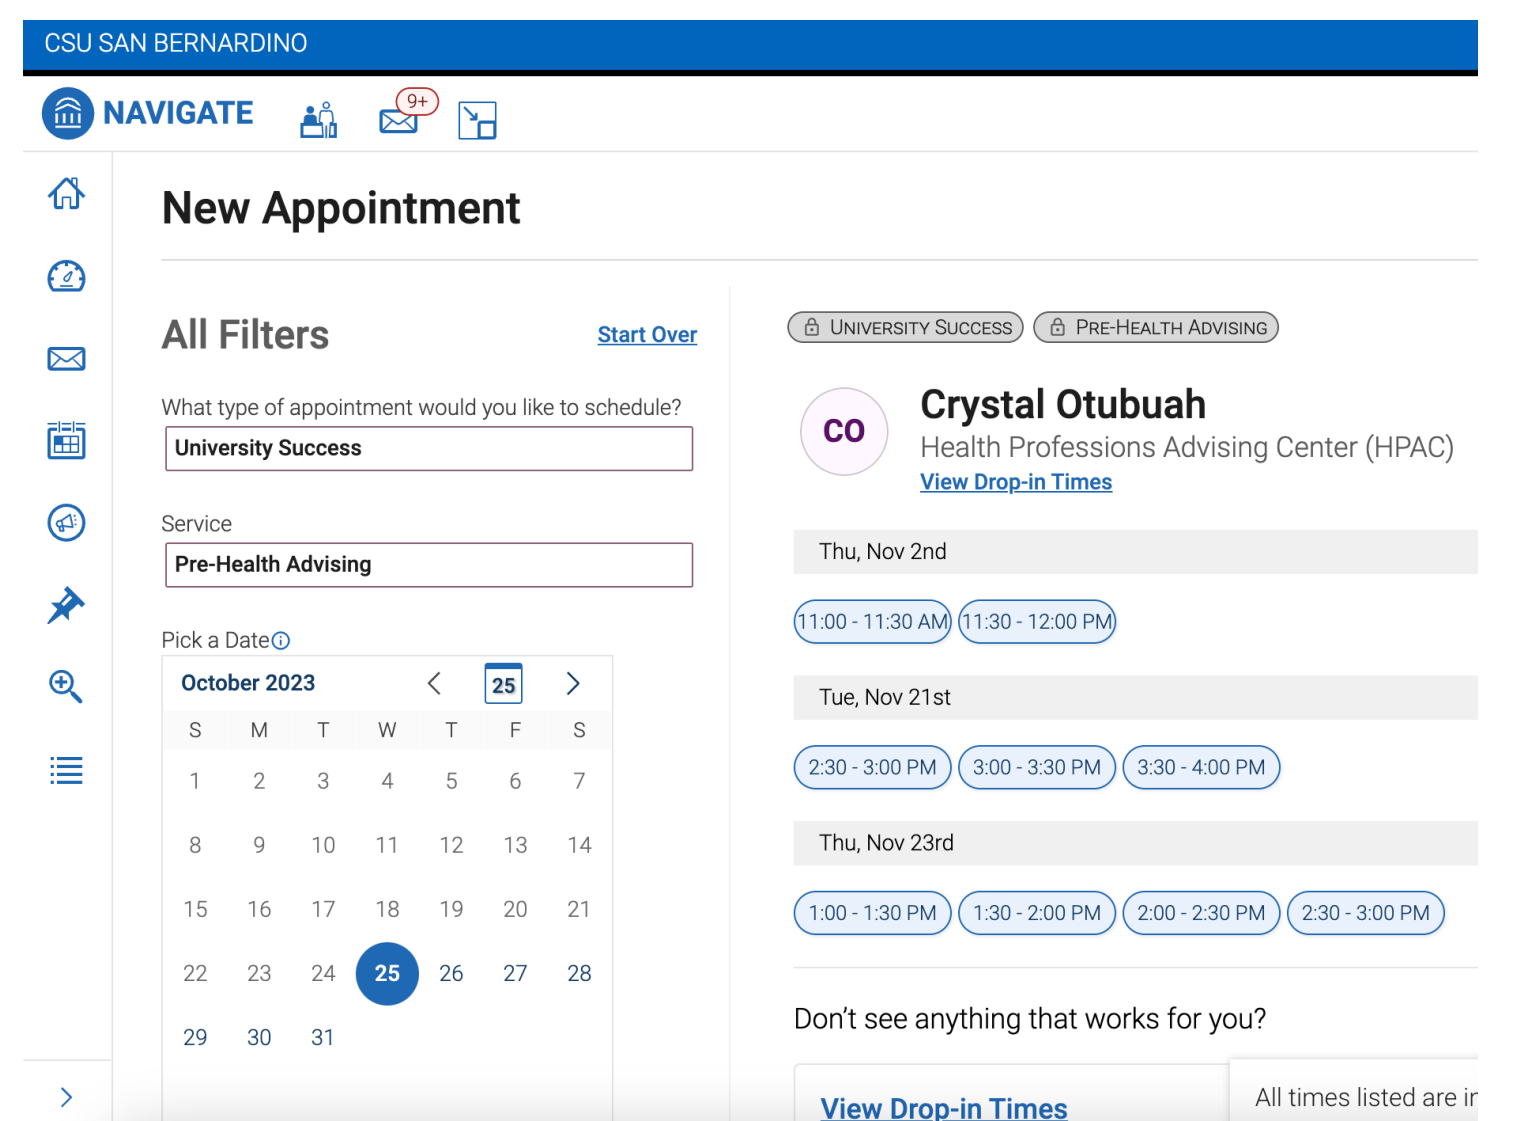 CSU SAN BERNARDINO
NAVIGATE
9+
New Appointment
All Filters
Start Over
What type of appointment would you like to schedule?
University Success
Service
Pre-Health Advising
Pick a Date
October 2023
25
S M T W T F S
1 2 3 4 5 6 7
8 9 10 11 12 13 14
15 16 17 18 19 20 21
22 23 24 25 26 27 28
29 30 31
UNIVERSITY SUCCESS PRE-HEALTH ADVISING
CO
Crystal Otubuah
Health Professions Advising Center (HPAC)
View Drop-in Times
Thu, Nov 2nd
11:00 - 11:30 AM 11:30 - 12:00 PM
Tue, Nov 21st
2:30 - 3:00 PM 3:00 - 3:30 PM 3:30 - 4:00 PM
Thu, Nov 23rd
1:00 - 1:30 PM 1:30 - 2:00 PM 2:00 - 2:30 PM 2:30 - 3:00 PM
Don't see anything that works for you?
View Drop-in Times
All times listed are in